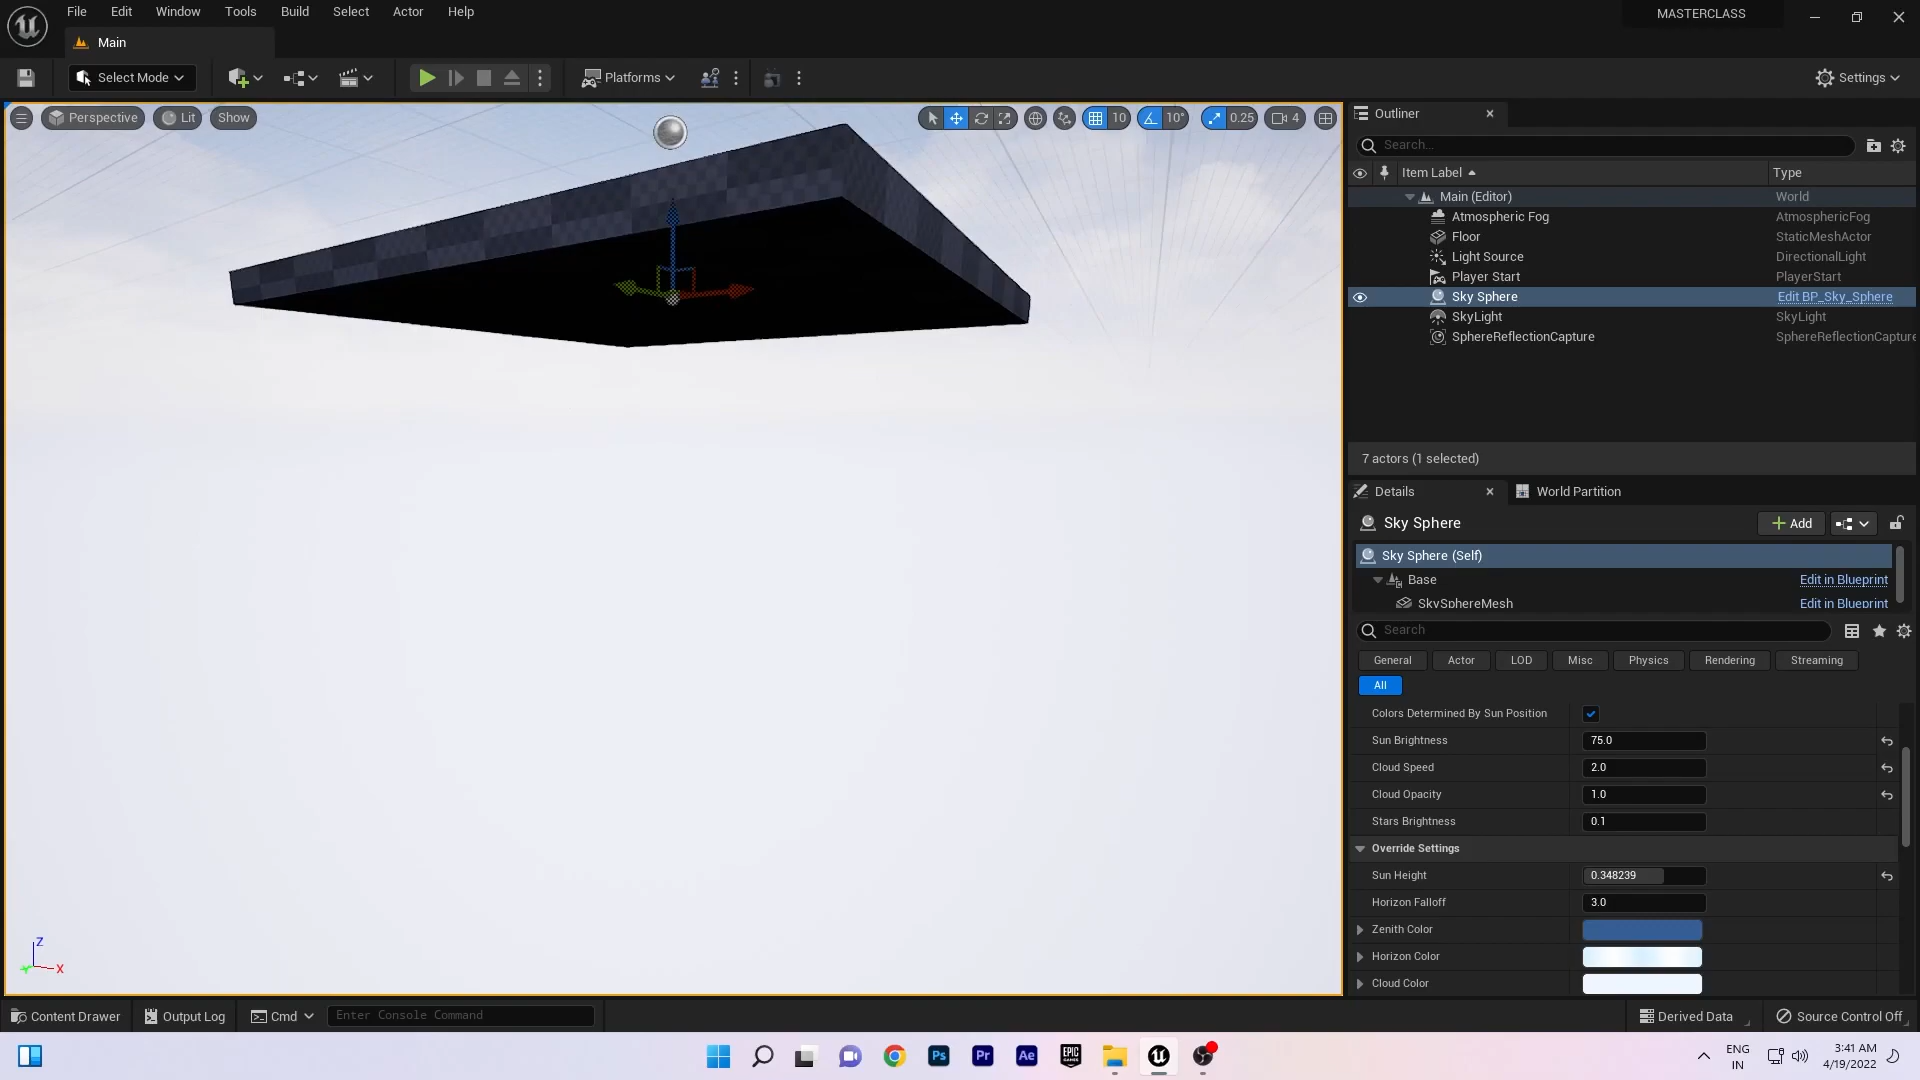 File Edit Window Tools Build Select Actor Help
MASTERCLASS
Main
Select Mode
Platforms
Settings
Perspective
Lit
Show
10
10°
0.25
4
Outliner
Search...
Item Label
Type
Main (Editor) World
Atmospheric Fog AtmosphericFog
Floor StaticMeshActor
Light Source DirectionalLight
Player Start PlayerStart
Sky Sphere Edit BP_Sky_Sphere
SkyLight SkyLight
SphereReflectionCapture SphereReflectionCapture
7 actors (1 selected)
Details
World Partition
Sky Sphere
Add
Sky Sphere (Self)
Base Edit in Blueprint
SkySphereMesh Edit in Blueprint
Search
General Actor LOD Misc Physics Rendering Streaming
All
Colors Determined By Sun Position
Sun Brightness 75.0
Cloud Speed 2.0
Cloud Opacity 1.0
Stars Brightness 0.1
Override Settings
Sun Height 0.348239
Horizon Falloff 3.0
Zenith Color
Horizon Color
Cloud Color
Z
X
Content Drawer
Output Log
Cmd
Enter Console Command
Derived Data
Source Control Off
Ps
Pr
Ae
EPIC
GAMES
ENG
IN
3:41 AM
4/19/2022